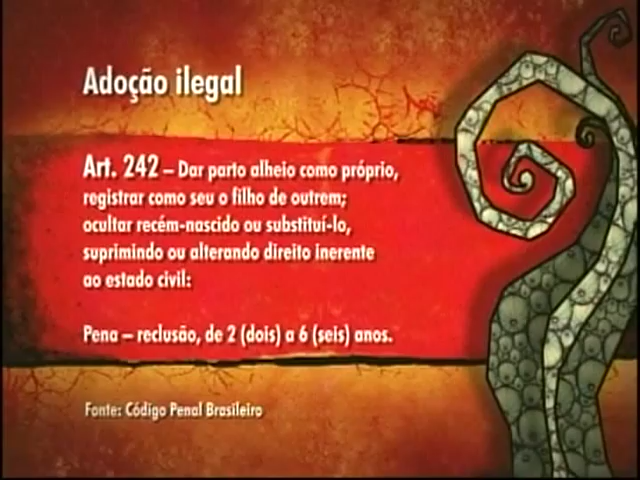 Adoção ilegal
Art. 242 – Dar parto alheio como próprio,
registrar como seu o filho de outrem;
ocultar recém-nascido ou substituí-lo,
suprimindo ou alterando direito inerente
ao estado civil:
Pena – reclusão, de 2 (dois) a 6 (seis) anos.
Fonte: Código Penal Brasileiro